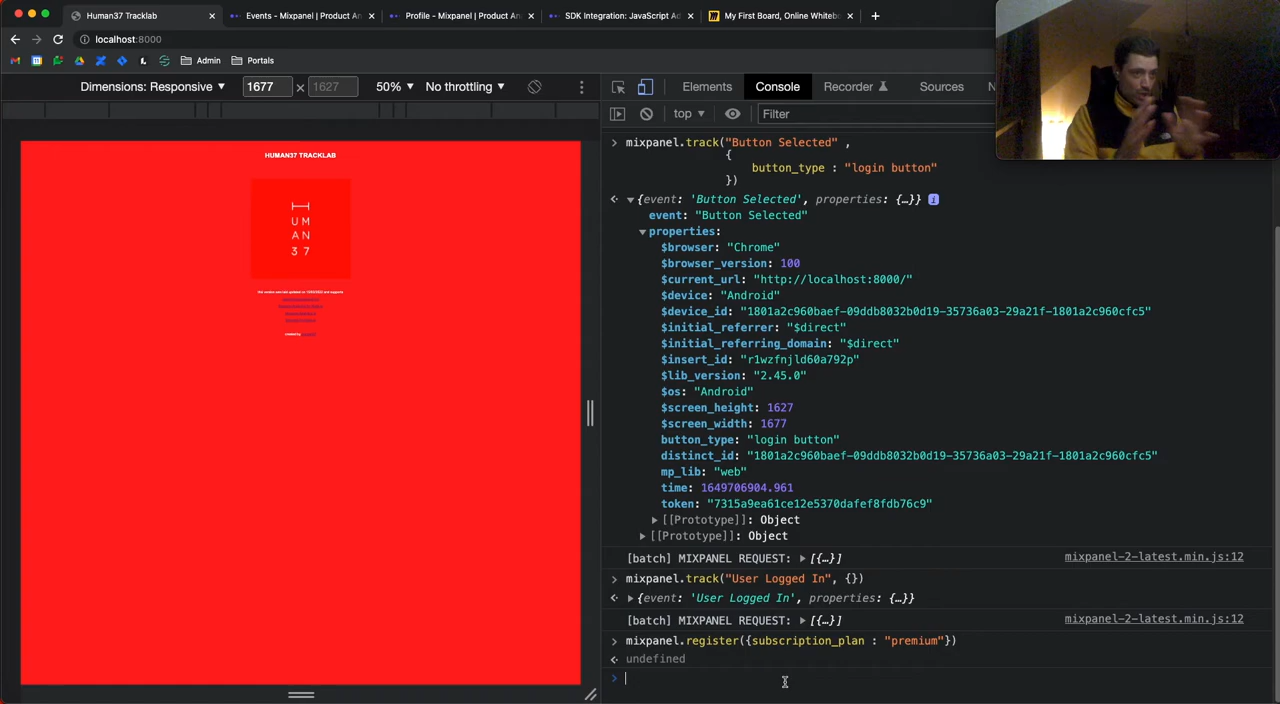 Human37 Tracklab
Events - Mixpanel | Product An
Profile - Mixpanel | Product An
SDK Integration: JavaScript Ad
My First Board, Online Whitebo
localhost:8000
Admin
Portals
Dimensions: Responsive
1677
×
1627
50%
No throttling
Elements
Console
Recorder
Sources
N
top
Filter
HUMAN37 TRACKLAB
UM
AN
3 7
created by
mixpanel.track("Button Selected" ,
{
button_type : "login button"
})
{event: 'Button Selected', properties: {…}}
event: "Button Selected"
properties:
$browser: "Chrome"
$browser_version: 100
$current_url: "http://localhost:8000/"
$device: "Android"
$device_id: "1801a2c960baef-09ddb8032b0d19-35736a03-29a21f-1801a2c960cfc5"
$initial_referrer: "$direct"
$initial_referring_domain: "$direct"
$insert_id: "r1wzfnjld60a792p"
$lib_version: "2.45.0"
$os: "Android"
$screen_height: 1627
$screen_width: 1677
button_type: "login button"
distinct_id: "1801a2c960baef-09ddb8032b0d19-35736a03-29a21f-1801a2c960cfc5"
mp_lib: "web"
time: 1649706904.961
token: "7315a9ea61ce12e5370dafef8fdb76c9"
[[Prototype]]: Object
[[Prototype]]: Object
[batch] MIXPANEL REQUEST: [{…}] mixpanel-2-latest.min.js:12
mixpanel.track("User Logged In", {})
{event: 'User Logged In', properties: {…}}
[batch] MIXPANEL REQUEST: [{…}] mixpanel-2-latest.min.js:12
mixpanel.register({subscription_plan : "premium"})
undefined